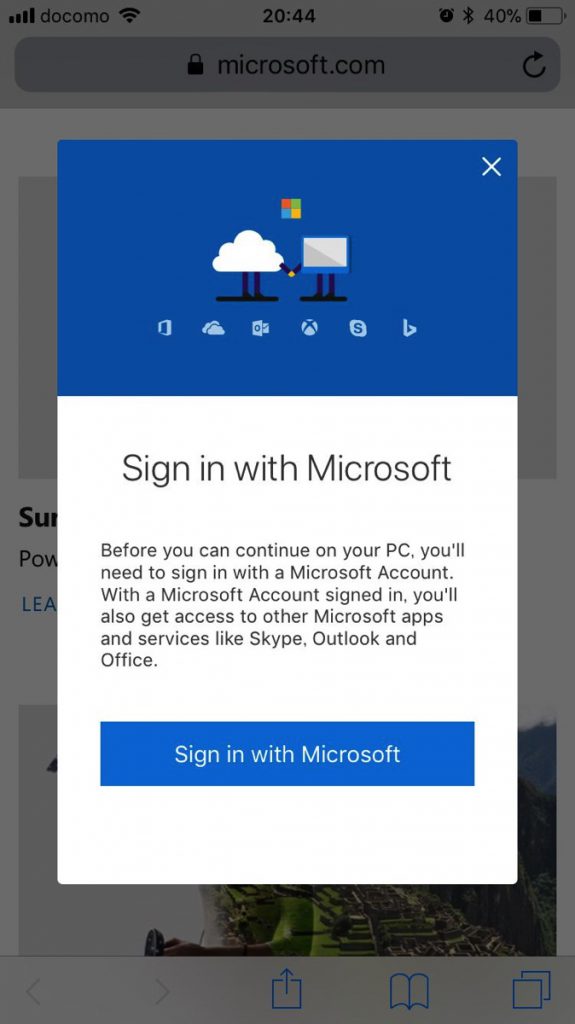 docomo 20:44 40%
microsoft.com
Sign in with Microsoft
Sur
Pow
LEA
Before you can continue on your PC, you'll
need to sign in with a Microsoft Account.
With a Microsoft Account signed in, you'll
also get access to other Microsoft apps
and services like Skype, Outlook and
Office.
Sign in with Microsoft